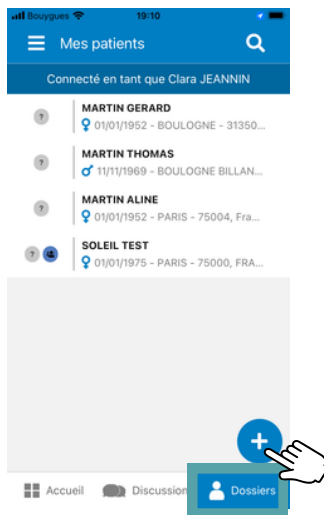 Bouygues 19:10
Mes patients
Connecté en tant que Clara JEANNIN
? MARTIN GERARD
01/01/1952 - BOULOGNE - 31350...
? MARTIN THOMAS
11/11/1969 - BOULOGNE BILLAN...
? MARTIN ALINE
01/01/1952 - PARIS - 75004, Fra...
? SOLEIL TEST
01/01/1975 - PARIS - 75000, FRA...
+
Accueil Discussion Dossiers